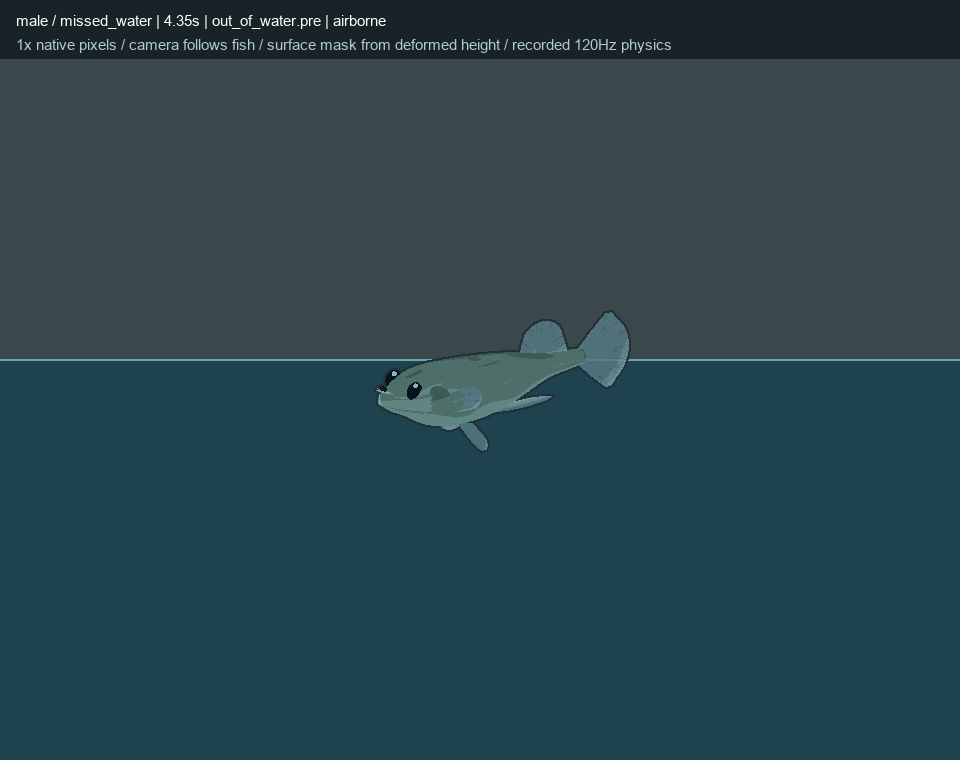 male / missed_water | 4.35s | out_of_water.pre | airborne
1x native pixels / camera follows fish / surface mask from deformed height / recorded 120Hz physics